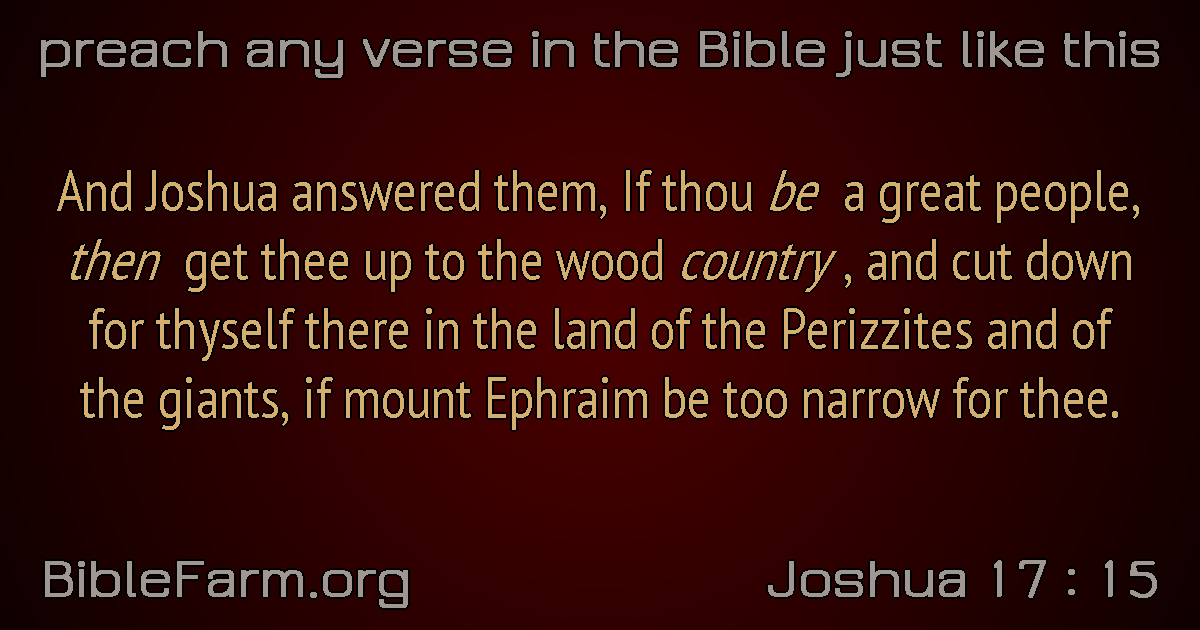 preach any verse in the Bible just like this
And Joshua answered them, If thou be a great people,
then get thee up to the wood country , and cut down
for thyself there in the land of the Perizzites and of
the giants, if mount Ephraim be too narrow for thee.
BibleFarm.org
Joshua 17 : 15